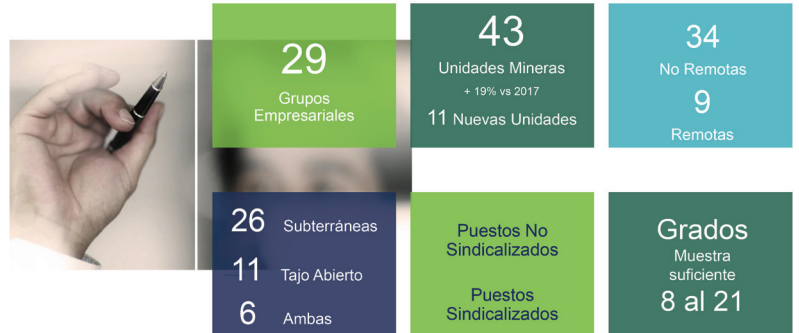 29
Grupos
Empresariales
43
Unidades Mineras
+ 19% vs 2017
11 Nuevas Unidades
34
No Remotas
9
Remotas
26 Subterráneas
11 Tajo Abierto
6 Ambas
Puestos No
Sindicalizados
Puestos
Sindicalizados
Grados
Muestra
suficiente
8 al 21